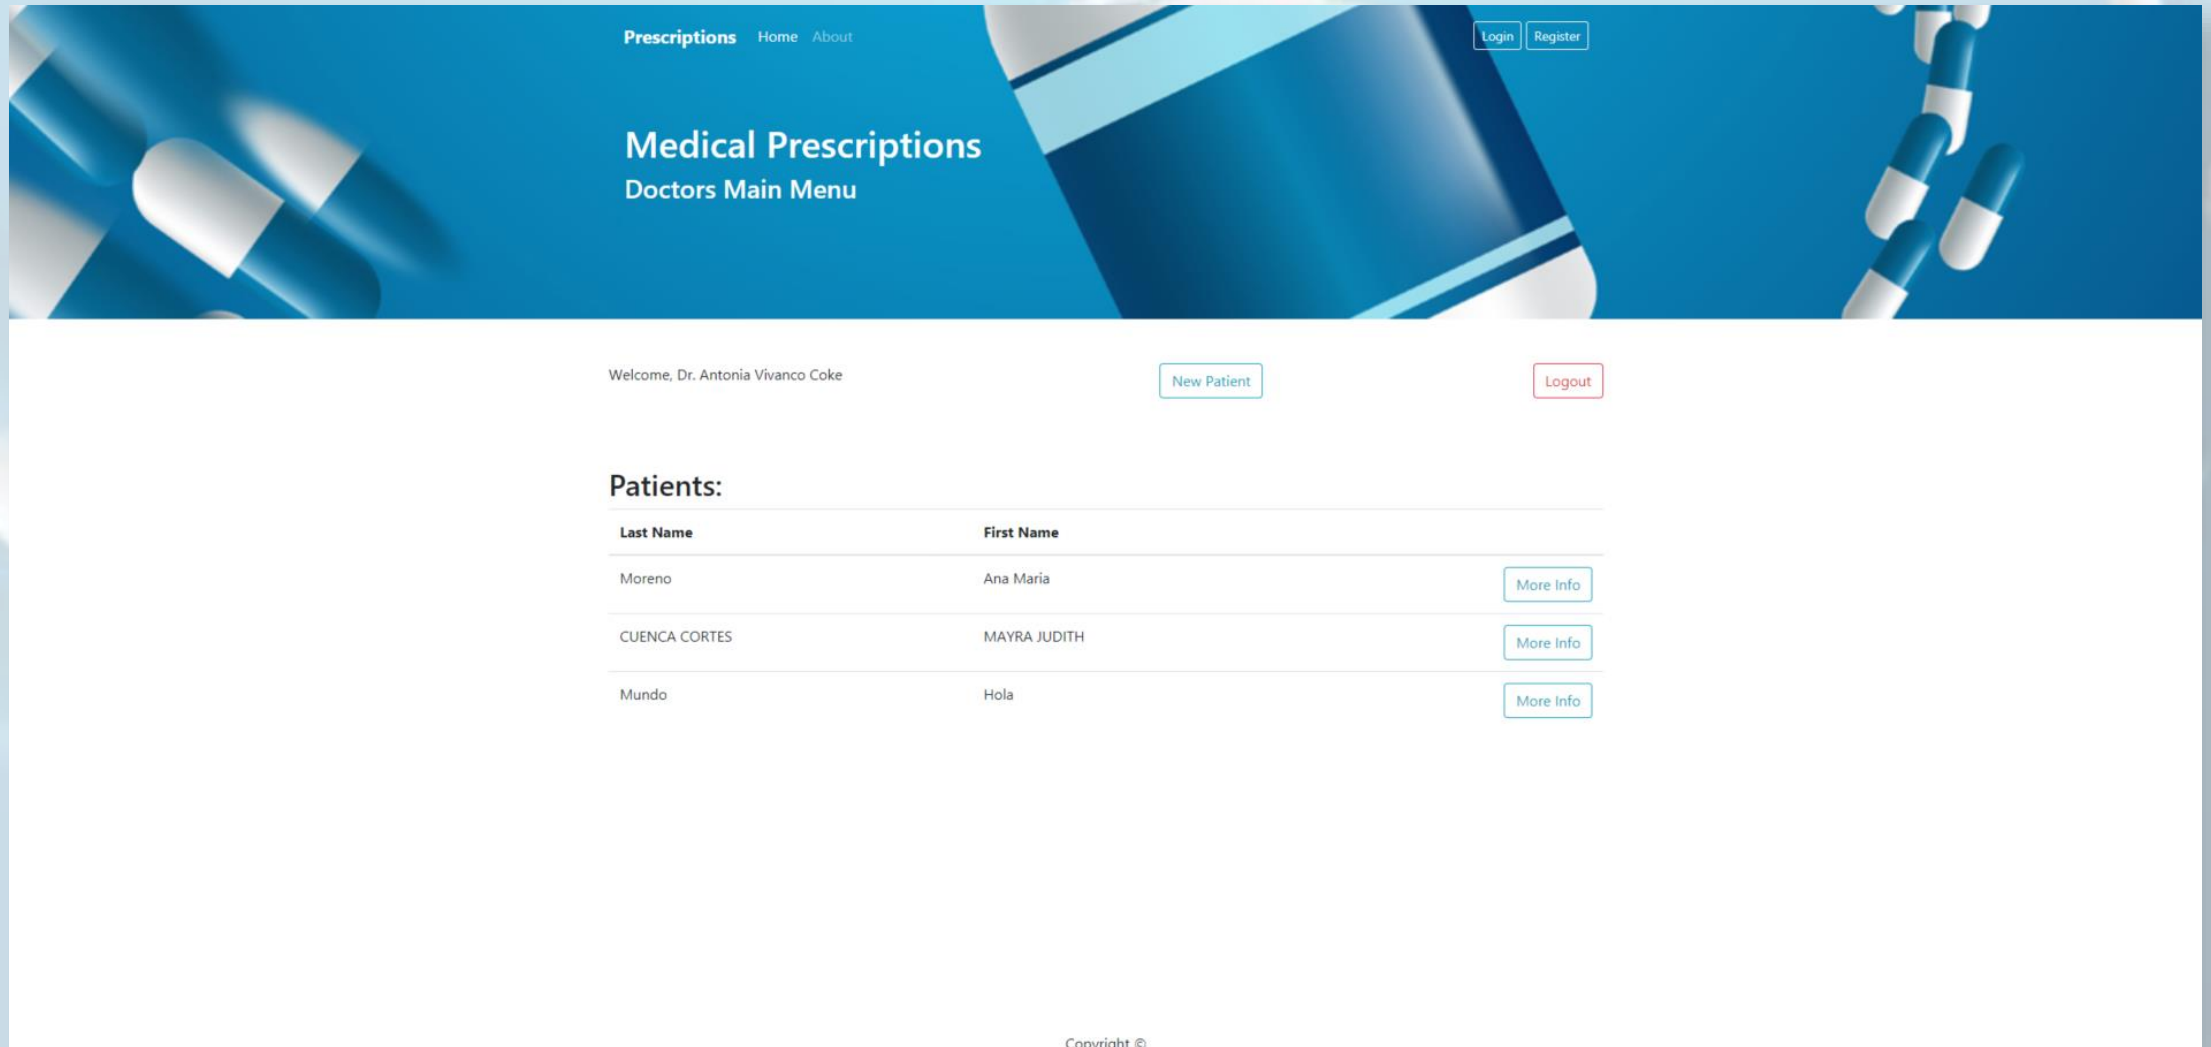 Prescriptions Home About Login Register
Medical Prescriptions
Doctors Main Menu
Welcome, Dr. Antonia Vivanco Coke New Patient Logout
Patients:
Last Name First Name
Moreno Ana Maria More Info
CUENCA CORTES MAYRA JUDITH More Info
Mundo Hola More Info
Copyright ©